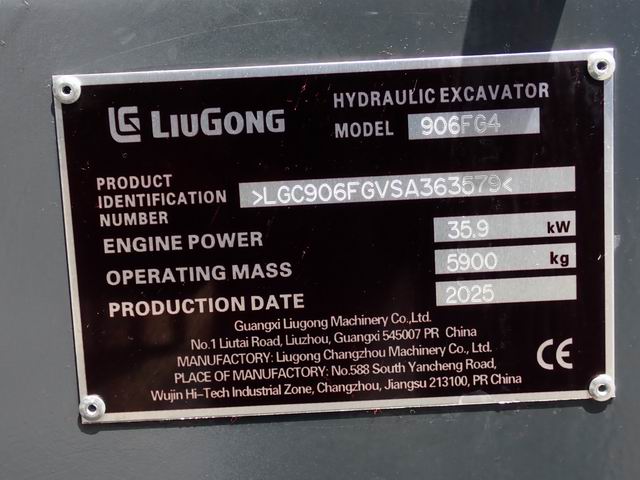 LIUGONG
HYDRAULIC EXCAVATOR
MODEL 906FG4
PRODUCT
IDENTIFICATION
NUMBER
>LGC906FGVSA363579<
ENGINE POWER 35.9 kW
OPERATING MASS 5900 kg
PRODUCTION DATE 2025
Guangxi Liugong Machinery Co.,Ltd.
No.1 Liutai Road, Liuzhou, Guangxi 545007 PR China
MANUFACTORY: Liugong Changzhou Machinery Co., Ltd.
PLACE OF MANUFACTORY: No.588 South Yancheng Road,
Wujin Hi-Tech Industrial Zone, Changzhou, Jiangsu 213100, PR China
CE